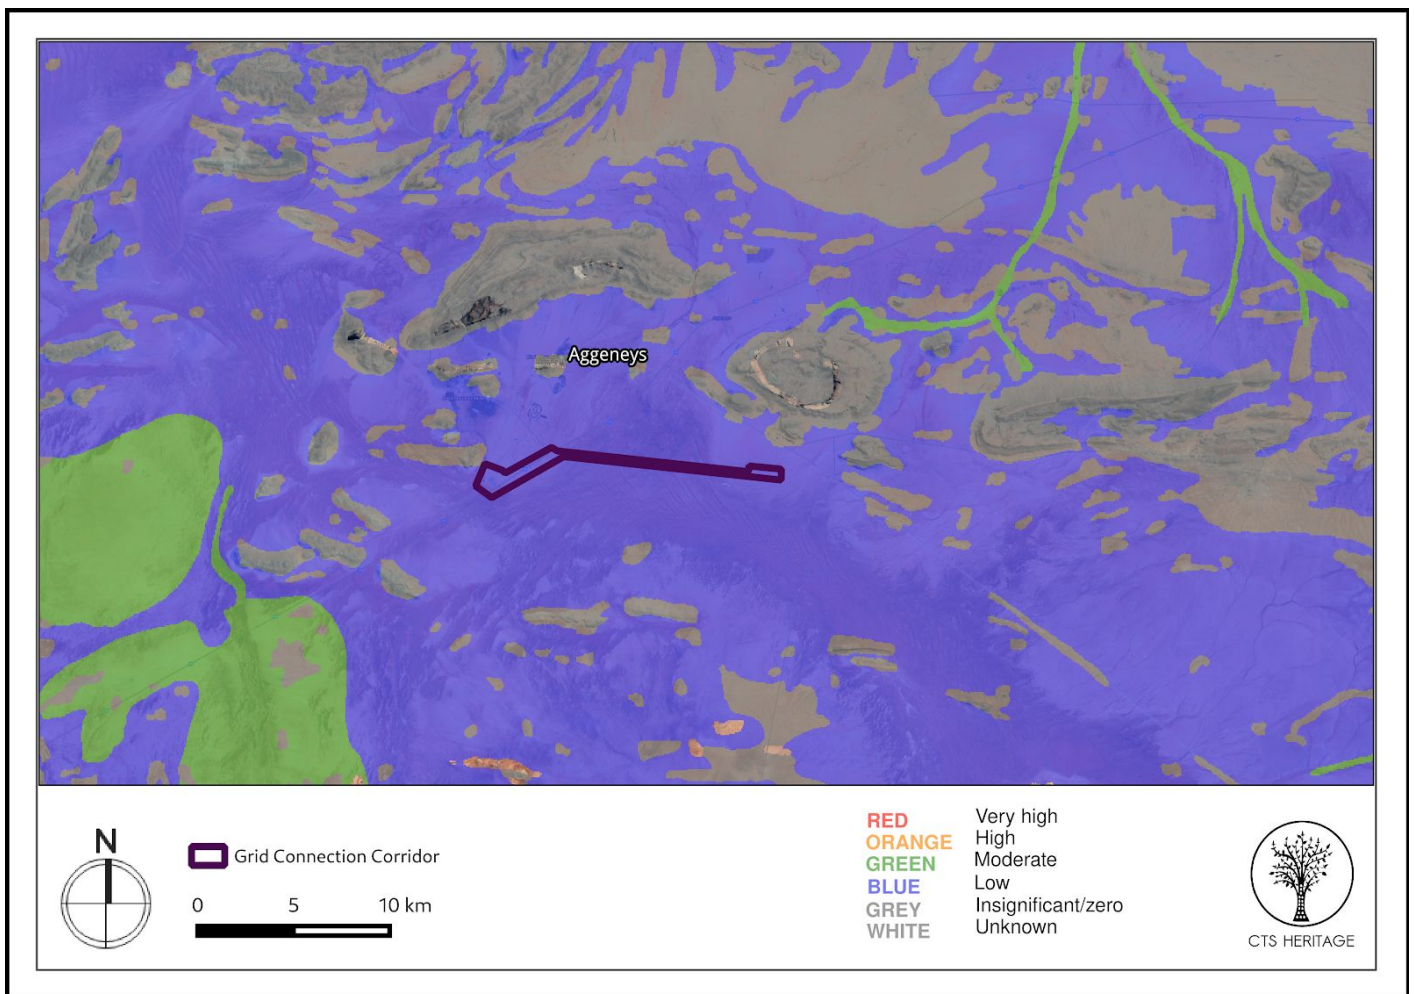 Aggeneys
N
Grid Connection Corridor
0 5 10 km
RED Very high
ORANGE High
GREEN Moderate
BLUE Low
GREY Insignificant/zero
WHITE Unknown
CTS HERITAGE